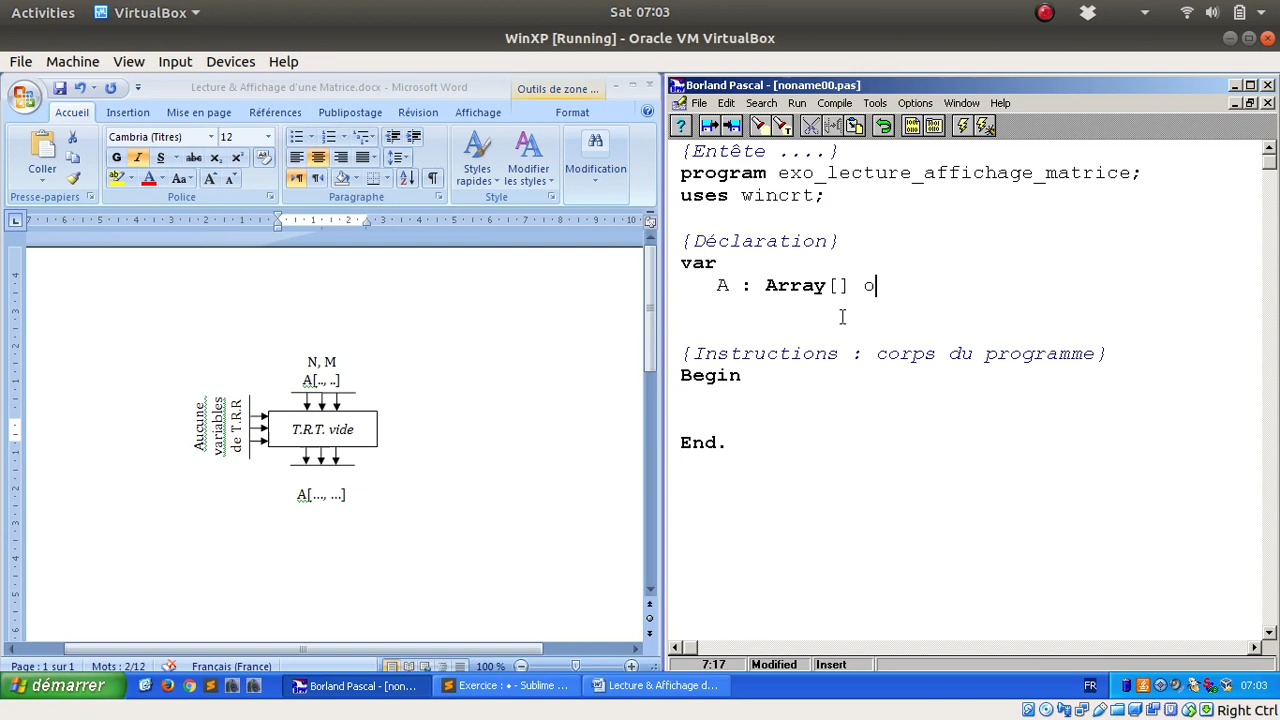 Activities VirtualBox Sat 07:03
WinXP [Running] - Oracle VM VirtualBox
File Machine View Input Devices Help
Lecture & Affichage d'une Matrice.docx - Microsoft Word Outils de zone ...
Accueil Insertion Mise en page Références Publipostage Révision Affichage Format
Cambria (Titres) 12
Coller
Styles rapides
Modifier les styles
Modification
Presse-papiers Police Paragraphe Style
N, M
A[.., ..]
Aucune
variables
de T.R.R
T.R.T. vide
A[..., ...]
Page : 1 sur 1 Mots : 2/12 Français (France) 100 %
Borland Pascal - [noname00.pas]
File Edit Search Run Compile Tools Options Window Help
{Entête ....}
program exo_lecture_affichage_matrice;
uses wincrt;
{Déclaration}
var
A : Array[] o
{Instructions : corps du programme}
Begin
End.
7:17 Modified Insert
démarrer Borland Pascal - [non... Exercice : • - Sublime ... Lecture & Affichage d... FR 07:03
Right Ctrl